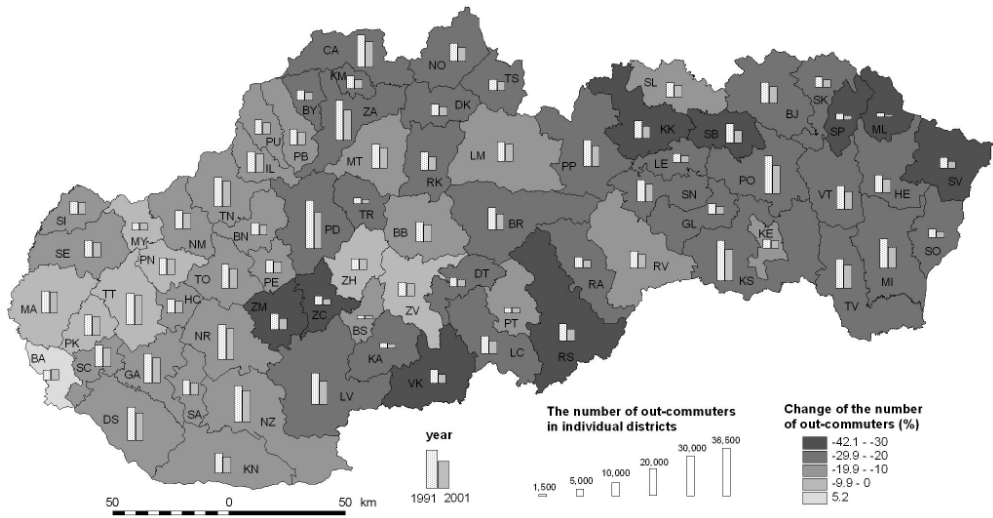 CA
NO
KM
TS
BY
ZA
DK
SL
SK
BJ
SP
ML
KK
SB
SV
PU
PB
IL
MT
LM
PP
LE
PO
HE
RK
SN
VT
TN
TR
BR
GL
KE
SO
SI
MY
NM
BN
PD
BB
SE
PN
TO
PE
ZH
DT
RA
RV
KS
MI
MA
TT
HC
ZM
ZC
ZV
PT
TV
PK
NR
BS
BA
SC
GA
KA
LC
RS
SA
LV
VK
DS
NZ
KN
year
1991 2001
The number of out-commuters
in individual districts
1,500
5,000
10,000
20,000
30,000
36,500
Change of the number
of out-commuters (%)
-42.1 - -30
-29.9 - -20
-19.9 - -10
-9.9 - 0
5.2
50 0 50 km